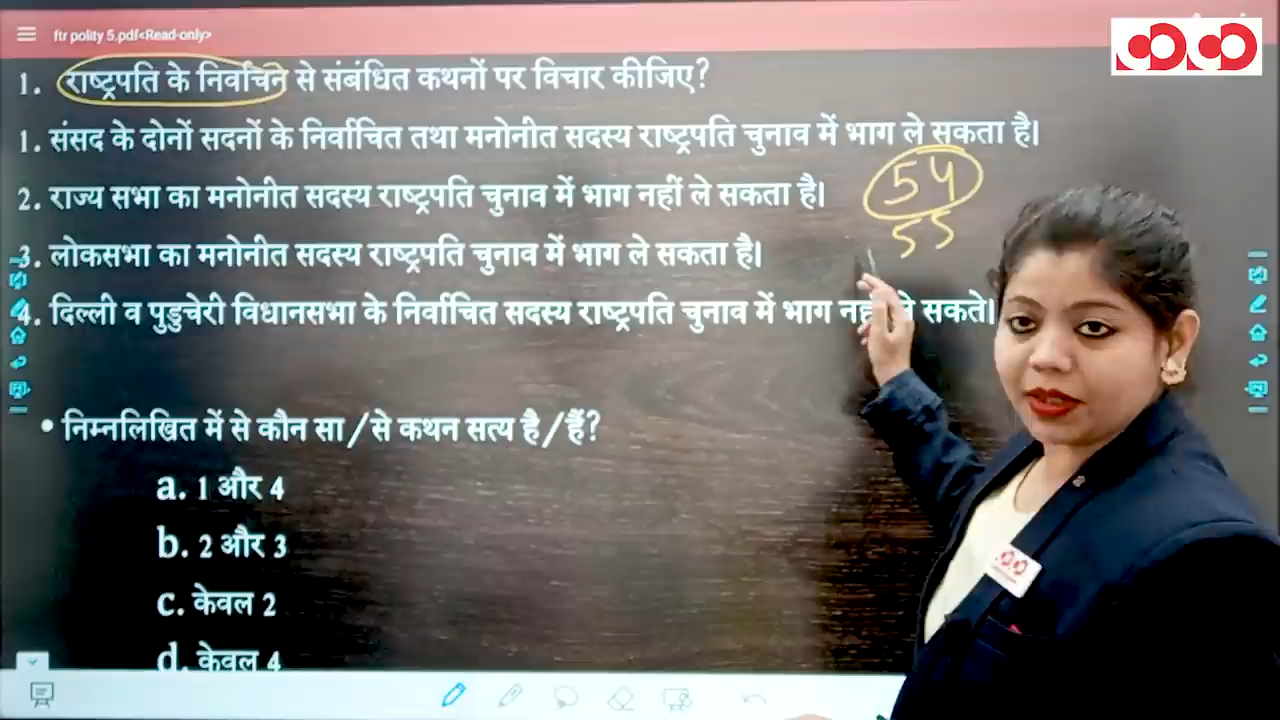 ftr polity 5.pdf<Read-only>
1. राष्ट्रपति के निर्वाचन से संबंधित कथनों पर विचार कीजिए?
1. संसद के दोनों सदनों के निर्वाचित तथा मनोनीत सदस्य राष्ट्रपति चुनाव में भाग ले सकता है।
2. राज्य सभा का मनोनीत सदस्य राष्ट्रपति चुनाव में भाग नहीं ले सकता है।
54
55
3. लोकसभा का मनोनीत सदस्य राष्ट्रपति चुनाव में भाग ले सकता है।
4. दिल्ली व पुडुचेरी विधानसभा के निर्वाचित सदस्य राष्ट्रपति चुनाव में भाग सकते।
• निम्नलिखित में से कौन सा/से कथन सत्य है/हैं?
a. 1 और 4
b. 2 और 3
c. केवल 2
d. केवल 4